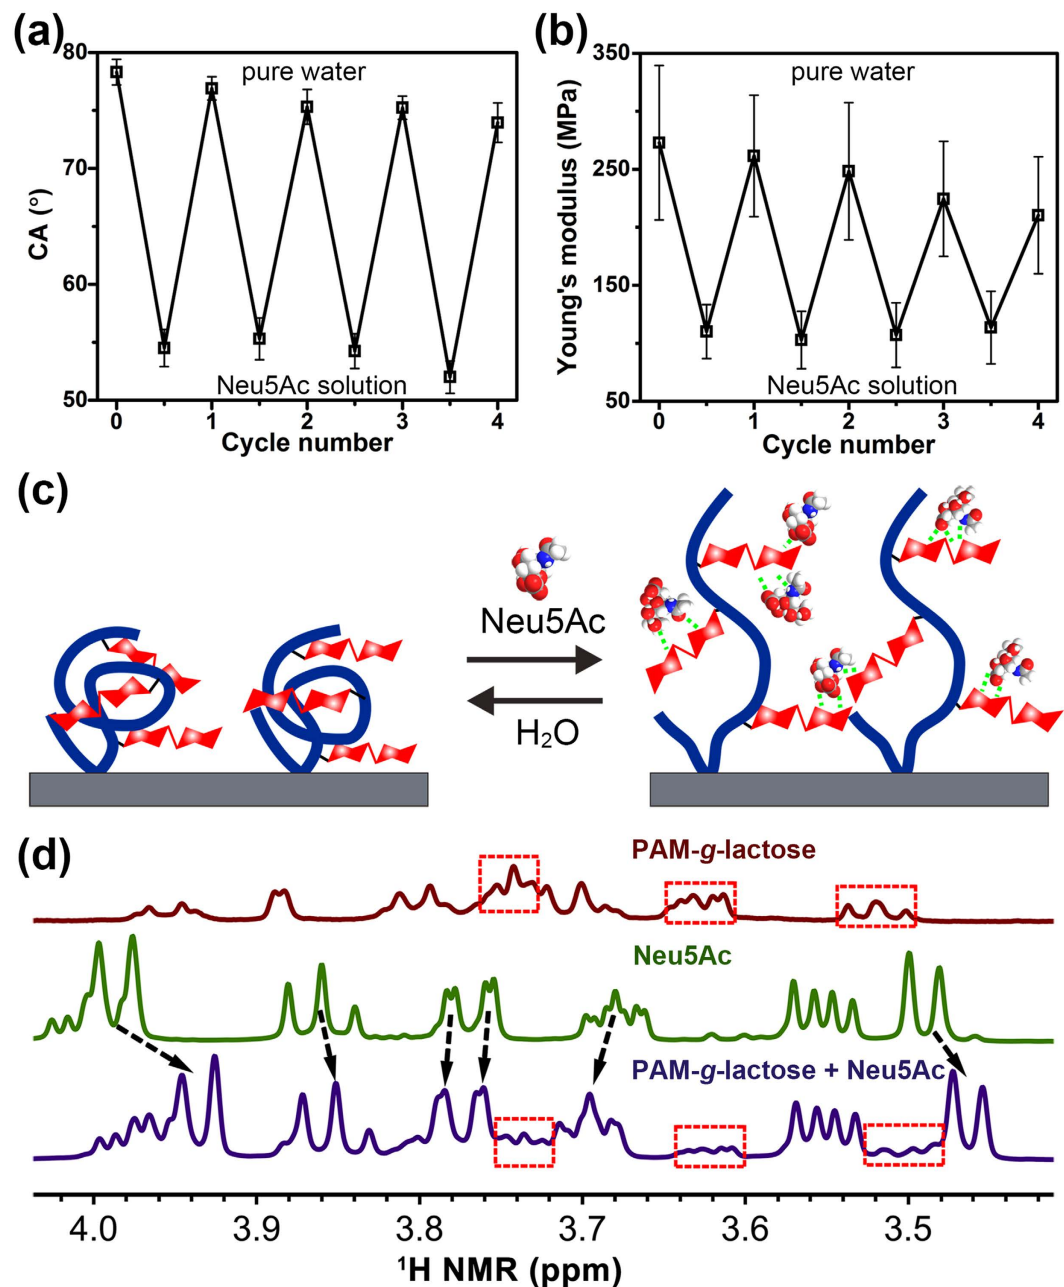 (a)
80
70
60
50
CA (°)
pure water
Neu5Ac solution
0 1 2 3 4
Cycle number
(b)
350
250
150
50
Young's modulus (MPa)
pure water
Neu5Ac solution
0 1 2 3 4
Cycle number
(c)
Neu5Ac
H₂O
(d)
PAM-g-lactose
Neu5Ac
PAM-g-lactose + Neu5Ac
4.0 3.9 3.8 3.7 3.6 3.5
¹H NMR (ppm)